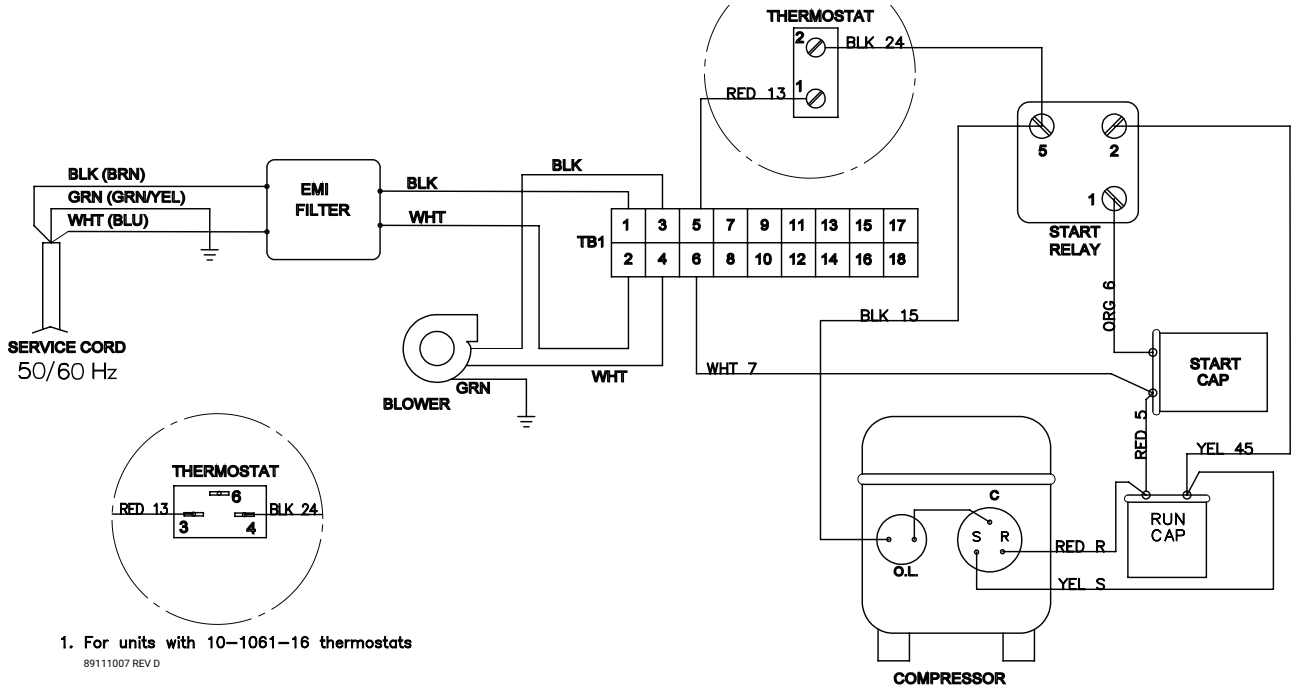 THERMOSTAT
2
BLK 24
1
RED 13
5
2
1
START
RELAY
BLK (BRN)
GRN (GRN/YEL)
WHT (BLU)
EMI
FILTER
BLK
WHT
BLK
TB1
1 3 5 7 9 11 13 15 17
2 4 6 8 10 12 14 16 18
SERVICE CORD
50/60 Hz
BLOWER
GRN
WHT
BLK 15
WHT 7
ORG 6
START
CAP
RED 5
YEL 45
RUN
CAP
THERMOSTAT
6
RED 13
3
4
BLK 24
C
S R
O.L.
RED R
YEL S
COMPRESSOR
1. For units with 10-1061-16 thermostats
89111007 REV D